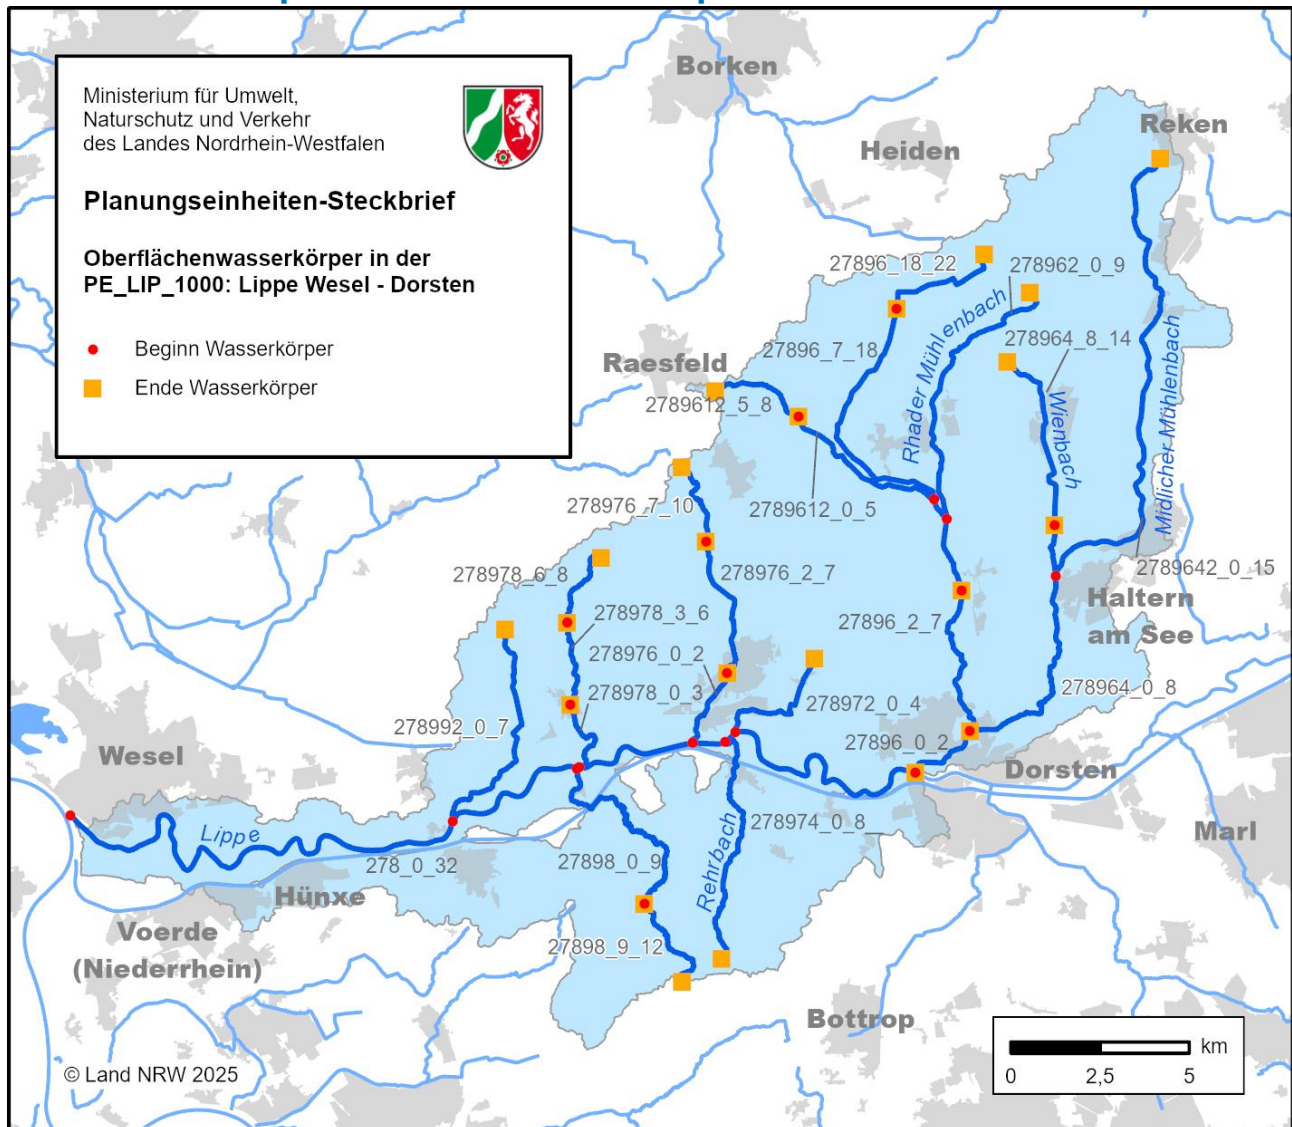 Ministerium für Umwelt,
Naturschutz und Verkehr
des Landes Nordrhein-Westfalen
Planungseinheiten-Steckbrief
Oberflächenwasserkörper in der
PE_LIP_1000: Lippe Wesel - Dorsten
Beginn Wasserkörper
Ende Wasserkörper
Borken
Reken
Heiden
27896_18_22
278962_0_9
Rhader Mühlenbach
278964_8_14
27896_7_18
Raesfeld
2789612_5_8
Wienbach
Midlicher Mühlenbach
278976_7_10
2789612_0_5
278978_6_8
278976_2_7
2789642_0_15
Haltern
am See
278978_3_6
27896_2_7
278976_0_2
278964_0_8
278978_0_3
278972_0_4
278992_0_7
27896_0_2
Wesel
Dorsten
Lippe
278974_0_8
Marl
278_0_32
27898_0_9
Rehrbach
Hünxe
Voerde
(Niederrhein)
27898_9_12
Bottrop
km
0 2,5 5
© Land NRW 2025